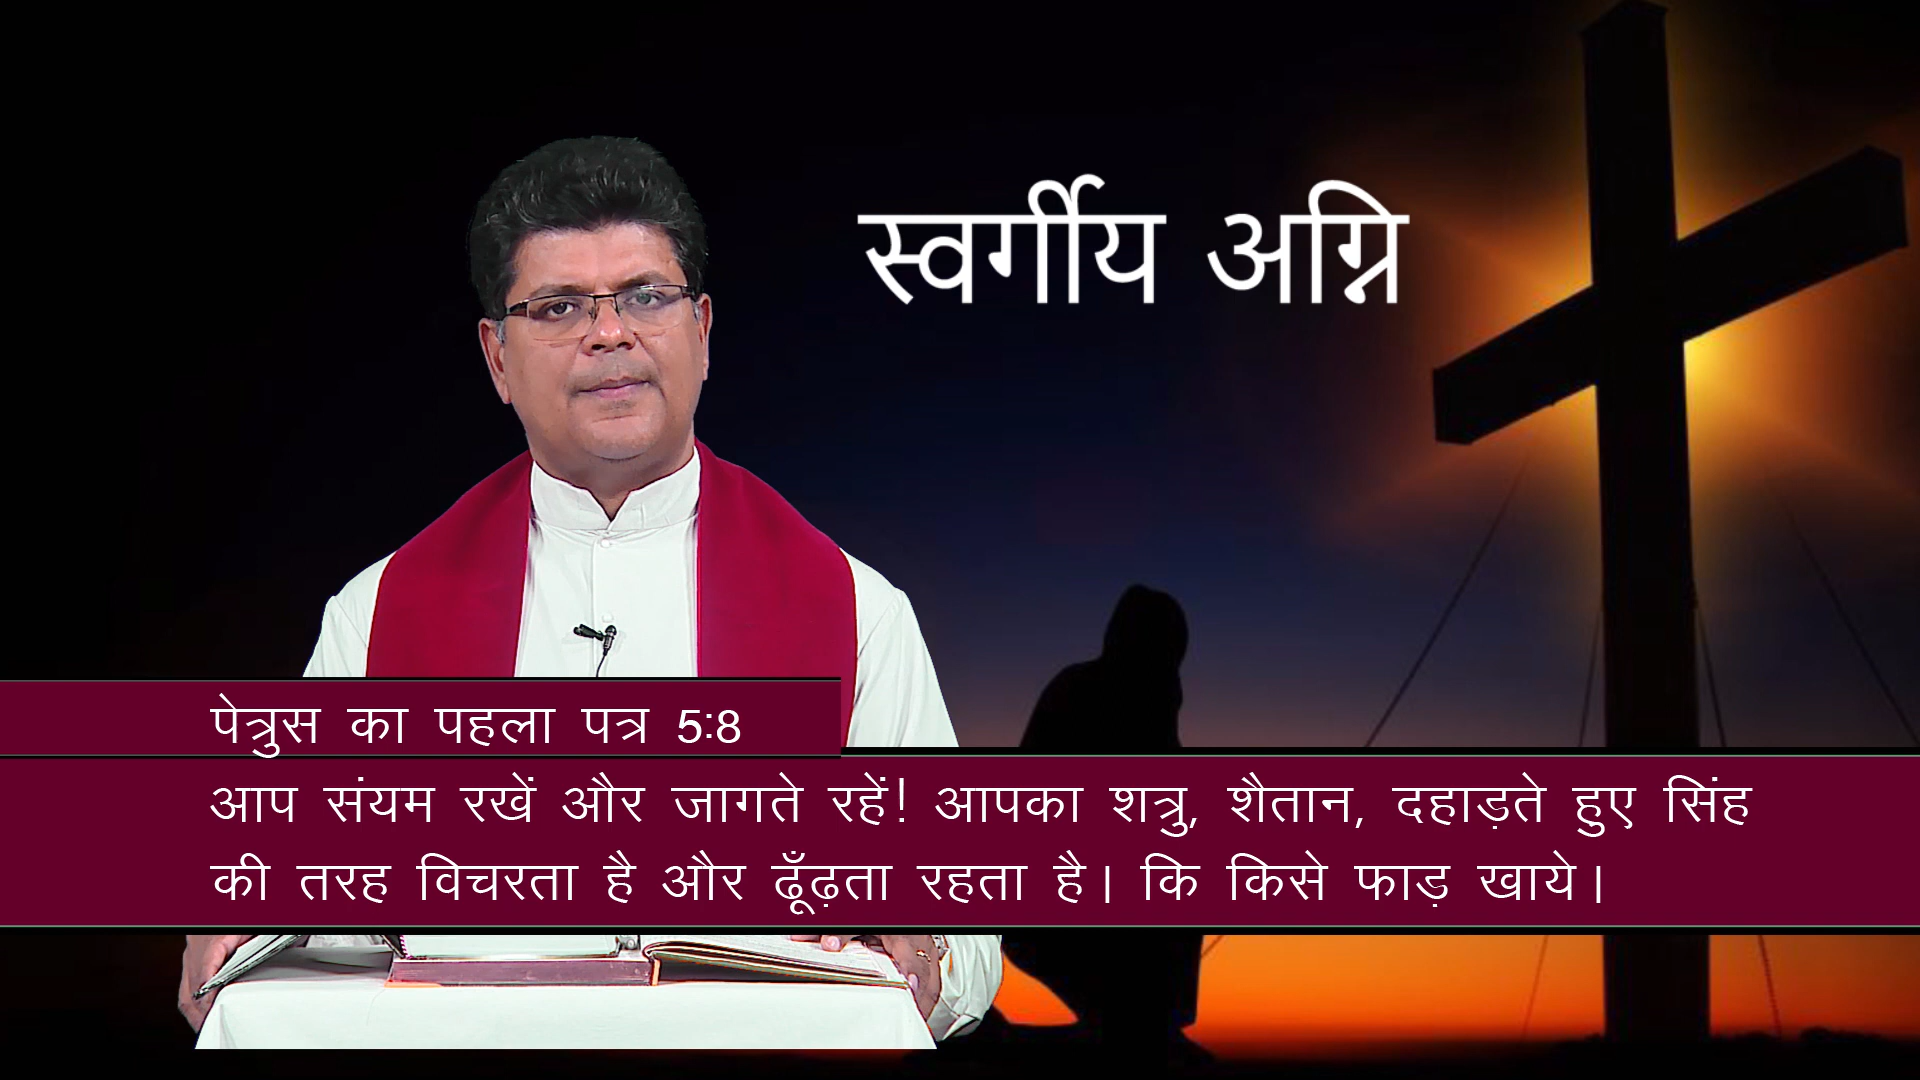 स्वर्गीय अग्नि
पेत्रुस का पहला पत्र 5:8
आप संयम रखें और जागते रहें! आपका शत्रु, शैतान, दहाड़ते हुए सिंह
की तरह विचरता है और ढूँढ़ता रहता है। कि किसे फाड़ खाये।